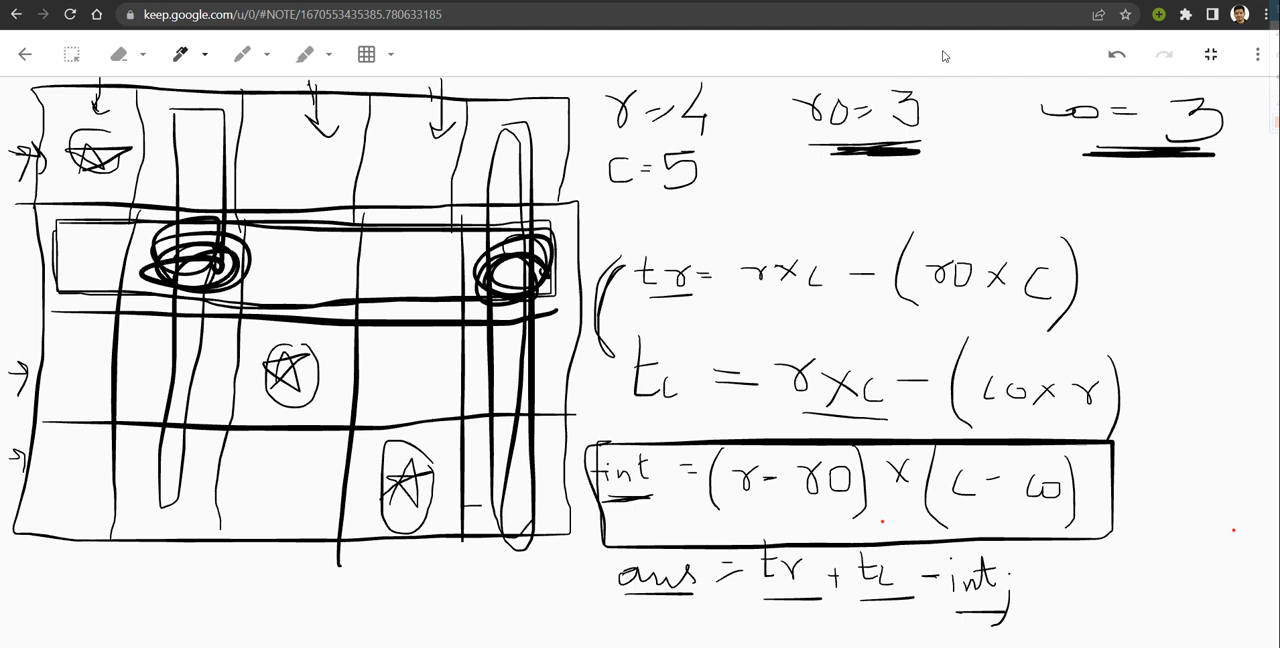 keep.google.com/u/0/#NOTE/1670553435385.780633185
r = 4 r0 = 3 c0 = 3
c = 5
tr = r × c - (r0 × c)
tc = r × c - (c0 × r)
int = (r - r0) × (c - c0)
ans = tr + tc - int;